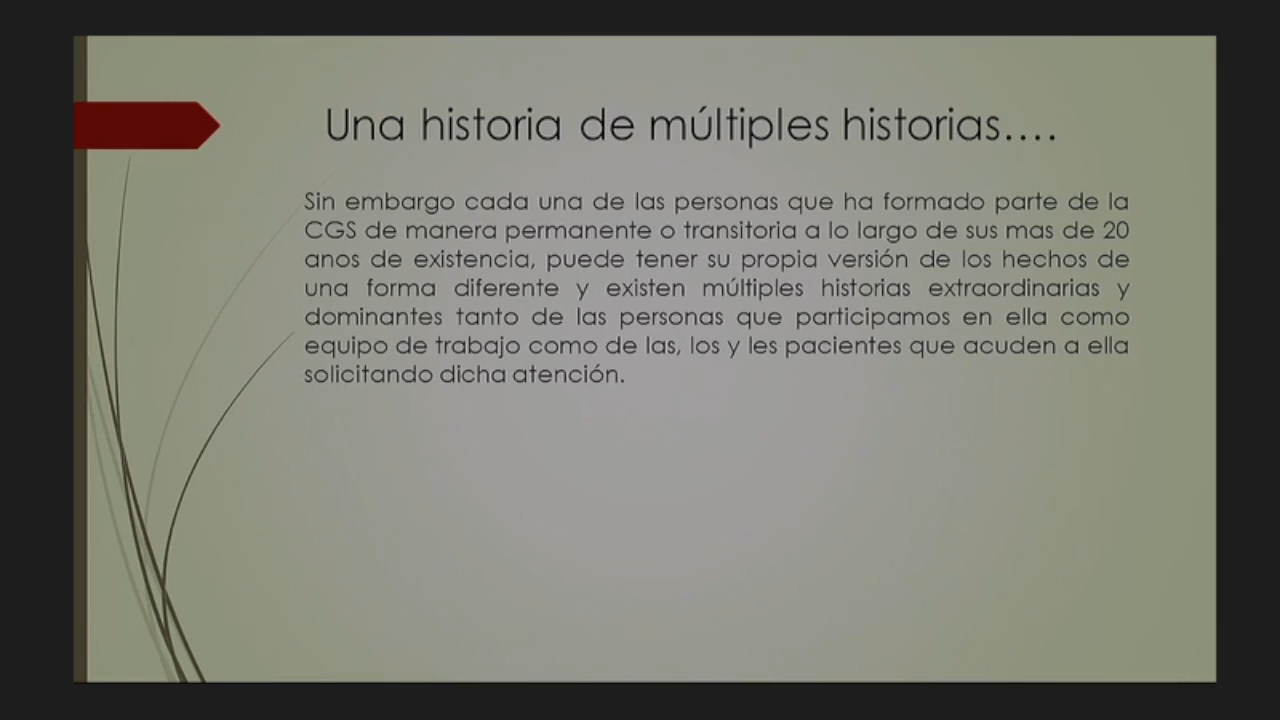 Una historia de múltiples historias....
Sin embargo cada una de las personas que ha formado parte de la
CGS de manera permanente o transitoria a lo largo de sus mas de 20
anos de existencia, puede tener su propia versión de los hechos de
una forma diferente y existen múltiples historias extraordinarias y
dominantes tanto de las personas que participamos en ella como
equipo de trabajo como de las, los y les pacientes que acuden a ella
solicitando dicha atención.